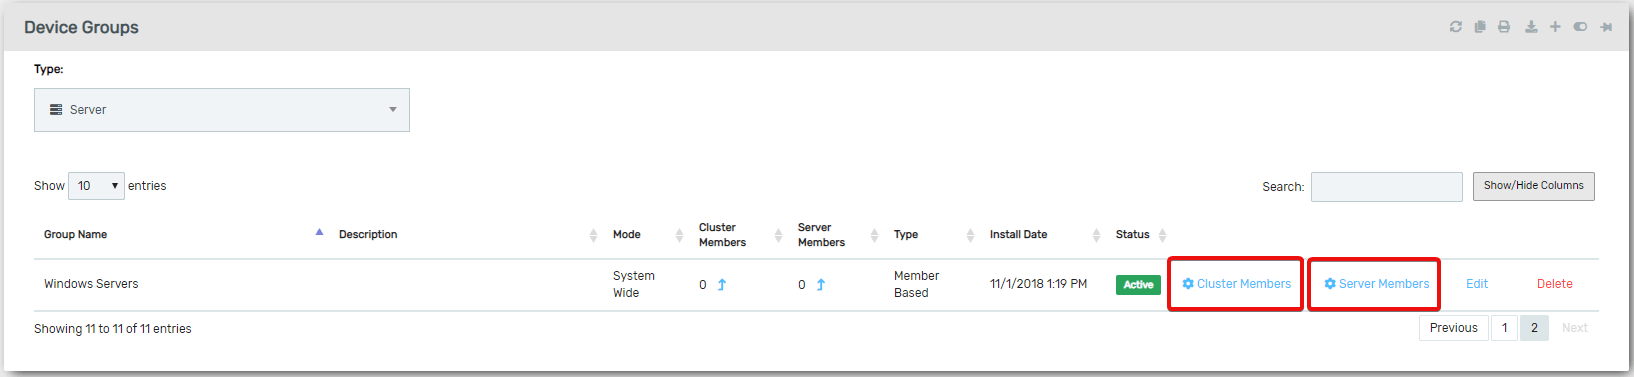 Device Groups
Type:
Server
Show 10 entries
Search:
Show/Hide Columns
Group Name
Description
Mode
Cluster
Members
Server
Members
Type
Install Date
Status
Windows Servers
System
Wide
0
0
Member
Based
11/1/2018 1:19 PM
Active
Cluster Members
Server Members
Edit
Delete
Showing 11 to 11 of 11 entries
Previous
1
2
Next